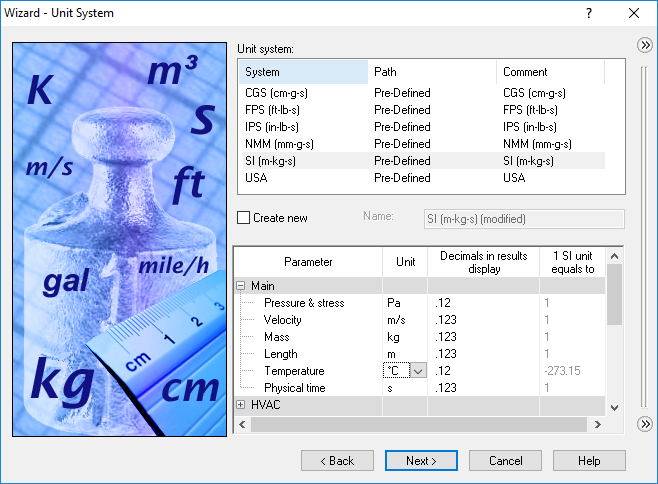 Wizard - Unit System
? 
K
m³
s
m/s
ft
gal
mile/h
1 2 3
cm
kg
cm
Unit system:
System Path Comment
CGS (cm-g-s) Pre-Defined CGS (cm-g-s)
FPS (ft-lb-s) Pre-Defined FPS (ft-lb-s)
IPS (in-lb-s) Pre-Defined IPS (in-lb-s)
NMM (mm-g-s) Pre-Defined NMM (mm-g-s)
SI (m-kg-s) Pre-Defined SI (m-kg-s)
USA Pre-Defined USA
Create new Name: SI (m-kg-s) (modified)
Parameter Unit Decimals in results 1 SI unit
display equals to
Main
Pressure & stress Pa .12 1
Velocity m/s .123 1
Mass kg .123 1
Length m .123 1
Temperature °C .12 -273.15
Physical time s .123 1
HVAC
< Back Next > Cancel Help